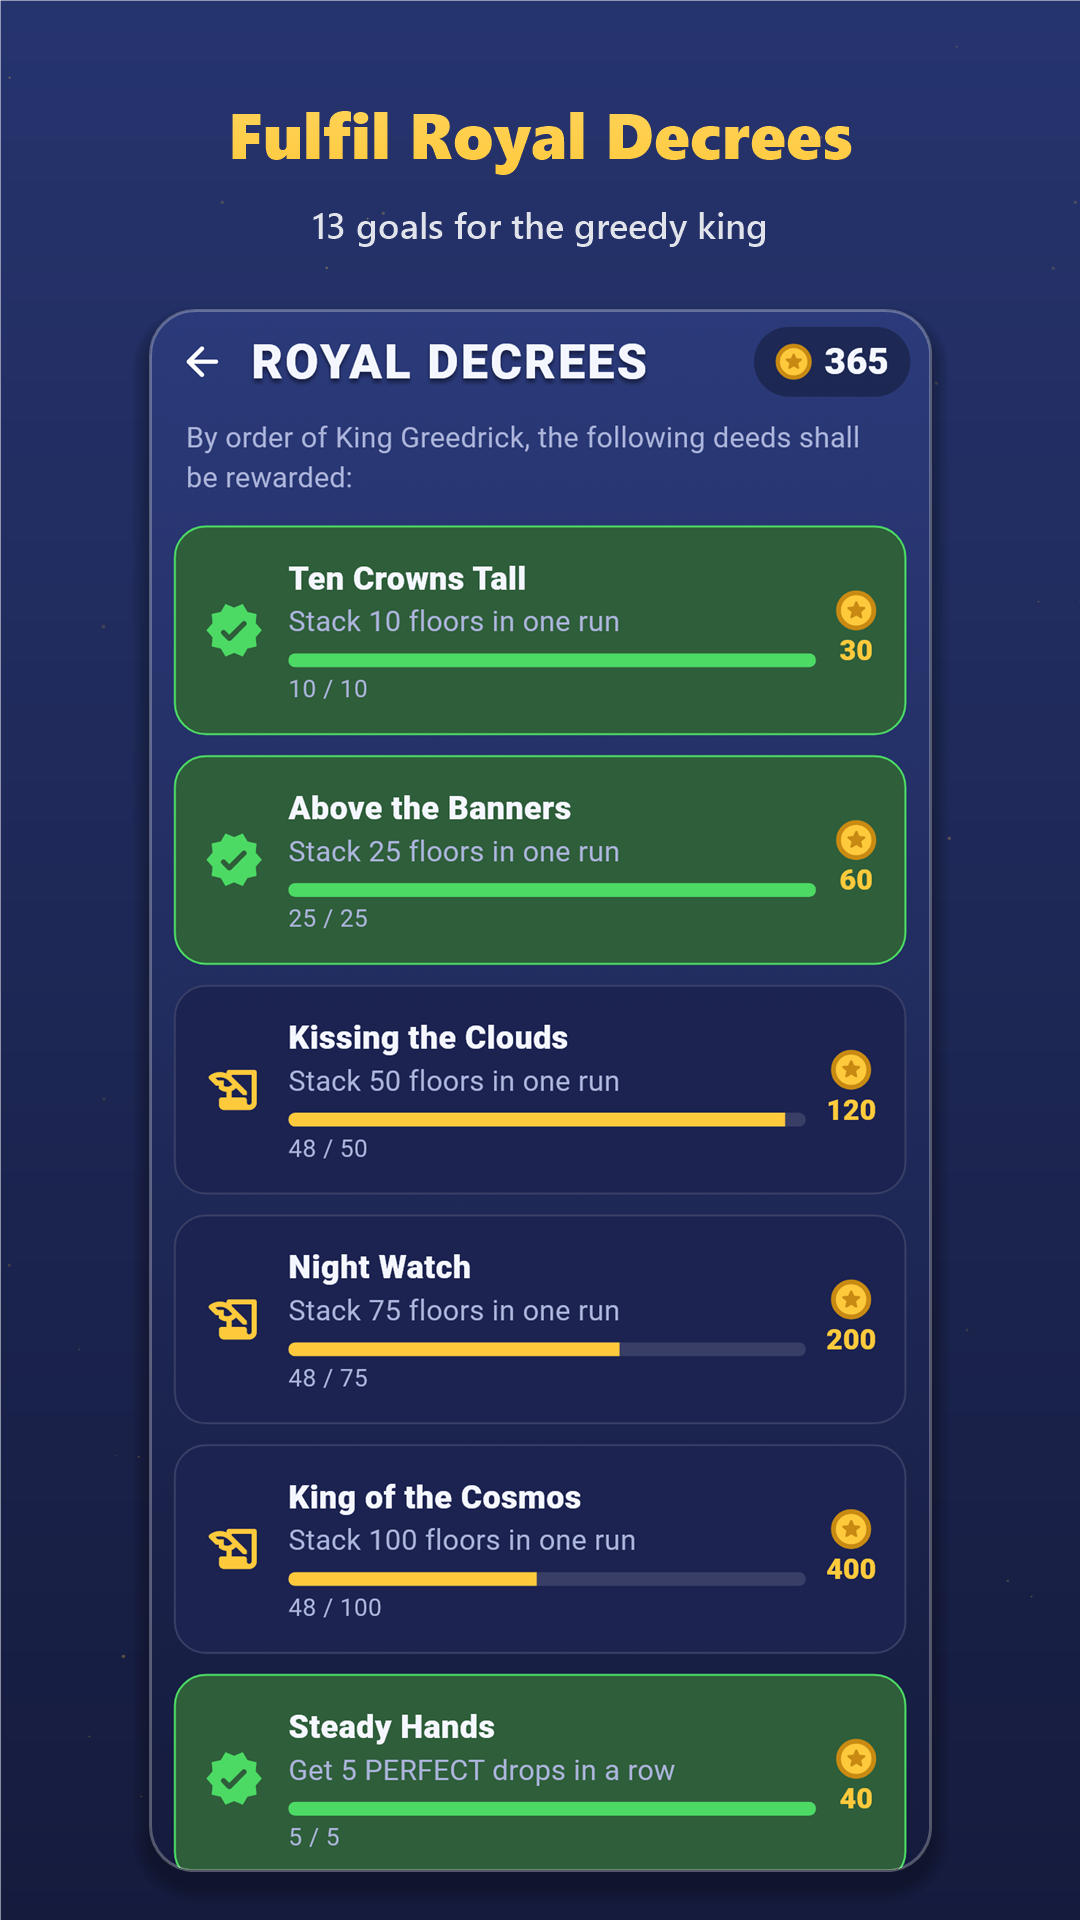 Fulfil Royal Decrees
13 goals for the greedy king
ROYAL DECREES
365
By order of King Greedrick, the following deeds shall
be rewarded:
Ten Crowns Tall
Stack 10 floors in one run
30
10 / 10
Above the Banners
Stack 25 floors in one run
60
25 / 25
Kissing the Clouds
Stack 50 floors in one run
120
48 / 50
Night Watch
Stack 75 floors in one run
200
48 / 75
King of the Cosmos
Stack 100 floors in one run
400
48 / 100
Steady Hands
Get 5 PERFECT drops in a row
40
5 / 5